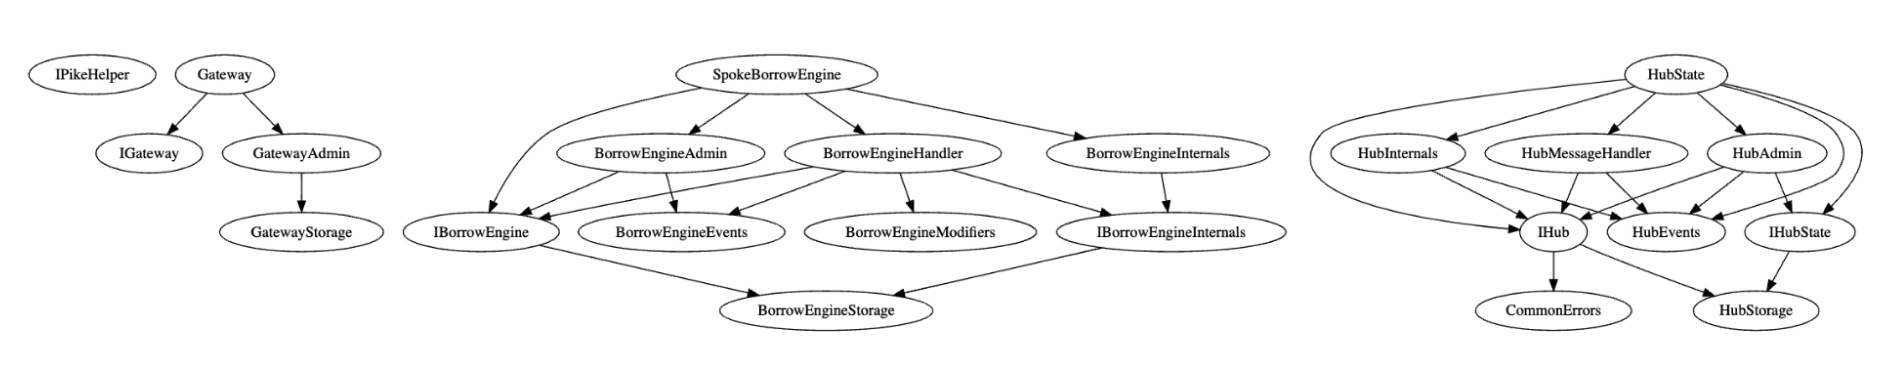 IPikeHelper
Gateway
SpokeBorrowEngine
HubState
IGateway
GatewayAdmin
BorrowEngineAdmin
BorrowEngineHandler
BorrowEngineInternals
HubInternals
HubMessageHandler
HubAdmin
GatewayStorage
IBorrowEngine
BorrowEngineEvents
BorrowEngineModifiers
IBorrowEngineInternals
IHub
HubEvents
IHubState
BorrowEngineStorage
CommonErrors
HubStorage